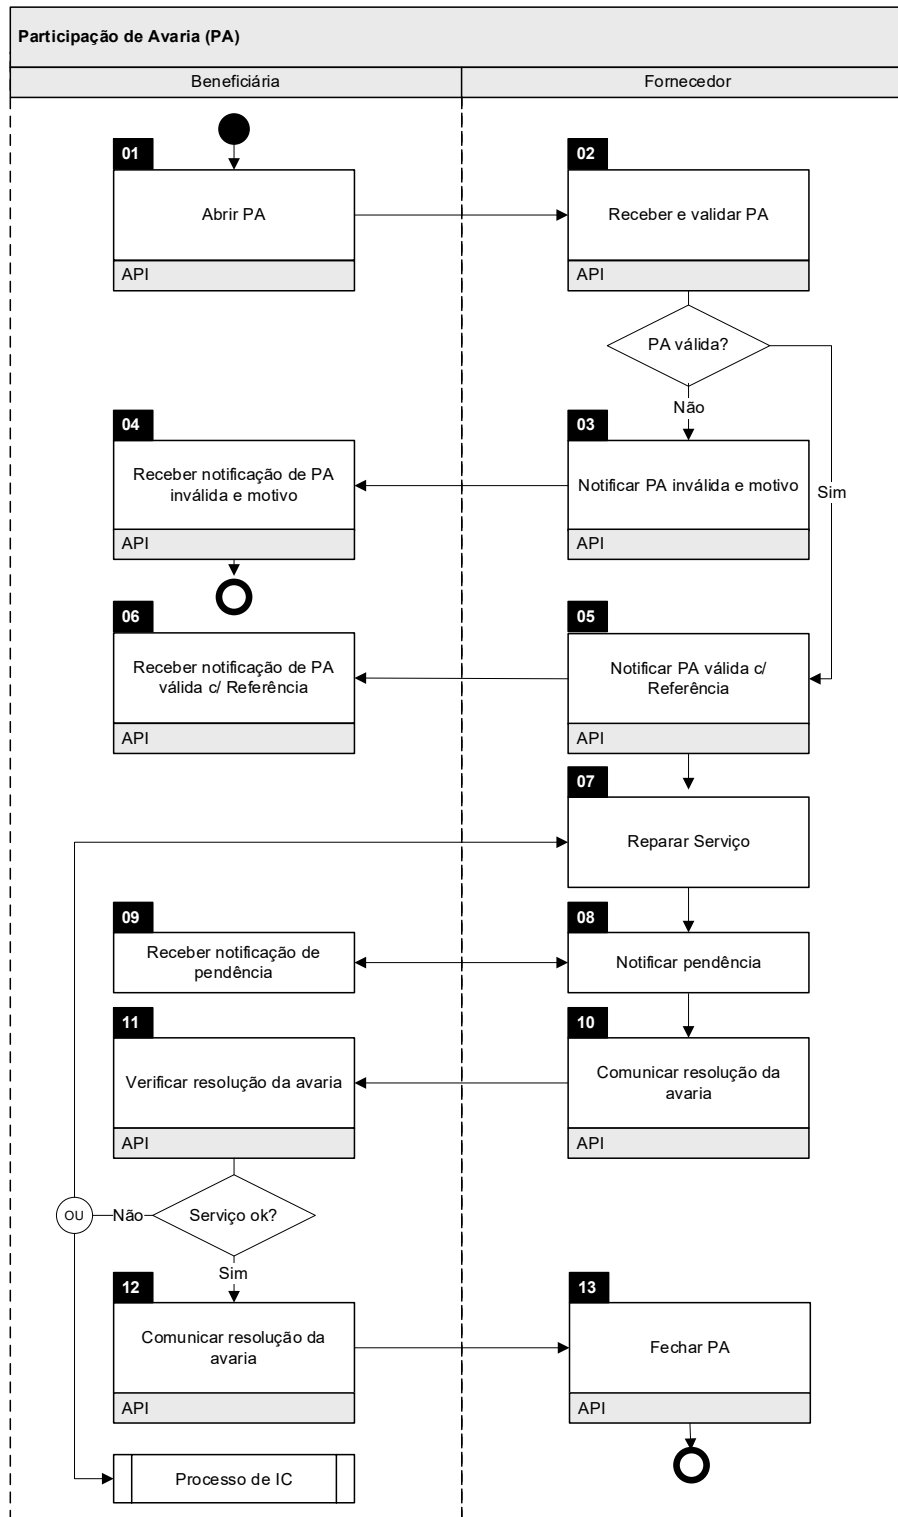 Participação de Avaria (PA)
Beneficiária
Fornecedor
01
Abrir PA
API
02
Receber e validar PA
API
PA válida?
Não
Sim
04
Receber notificação de PA
inválida e motivo
API
03
Notificar PA inválida e motivo
API
06
Receber notificação de PA
válida c/ Referência
API
05
Notificar PA válida c/
Referência
API
07
Reparar Serviço
09
Receber notificação de
pendência
08
Notificar pendência
11
Verificar resolução da avaria
API
10
Comunicar resolução da
avaria
API
OU
Não
Serviço ok?
Sim
12
Comunicar resolução da
avaria
API
13
Fechar PA
API
Processo de IC